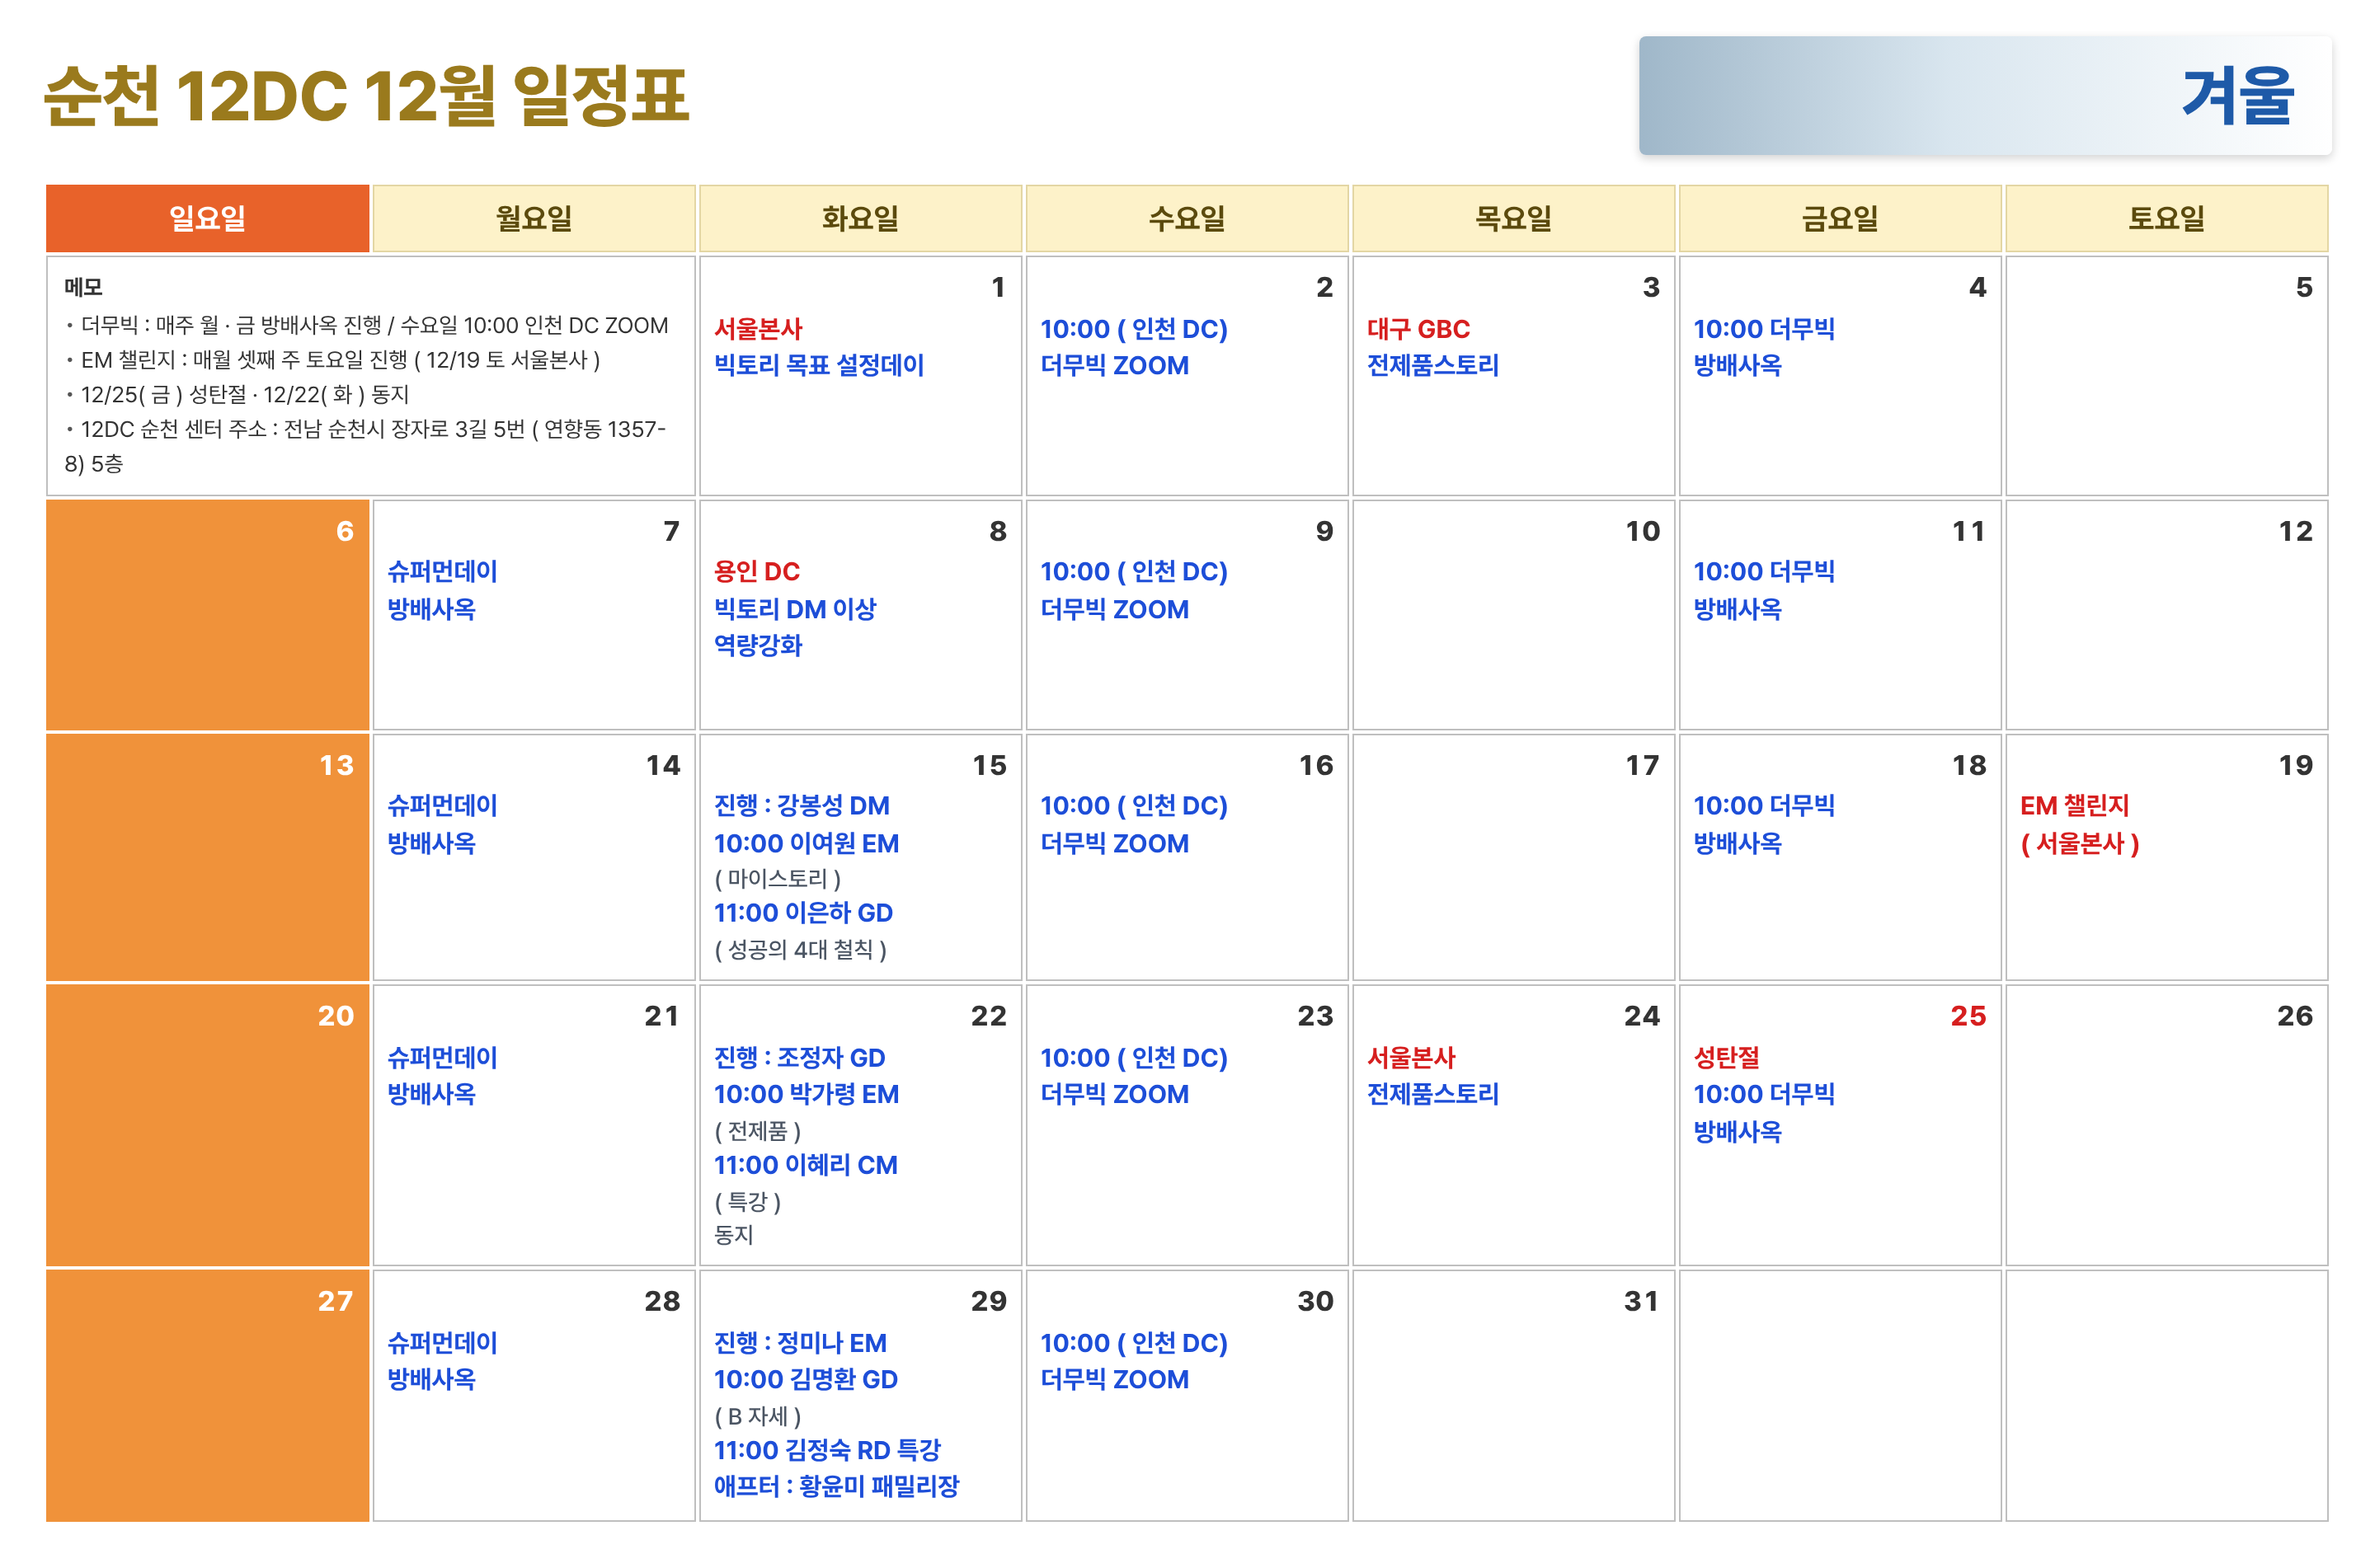 순천 12DC 12월 일정표
겨울
일요일
월요일
화요일
수요일
목요일
금요일
토요일
메모
• 더무빅 : 매주 월 · 금 방배사옥 진행 / 수요일 10:00 인천 DC ZOOM
• EM 챌린지 : 매월 셋째 주 토요일 진행 ( 12/19 토 서울본사 )
• 12/25( 금 ) 성탄절 · 12/22( 화 ) 동지
• 12DC 순천 센터 주소 : 전남 순천시 장자로 3길 5번 ( 연향동 1357-
8) 5층
1
서울본사
빅토리 목표 설정데이
2
10:00 ( 인천 DC)
더무빅 ZOOM
3
대구 GBC
전제품스토리
4
10:00 더무빅
방배사옥
5
6
7
슈퍼먼데이
방배사옥
8
용인 DC
빅토리 DM 이상
역량강화
9
10:00 ( 인천 DC)
더무빅 ZOOM
10
11
10:00 더무빅
방배사옥
12
13
14
슈퍼먼데이
방배사옥
15
진행 : 강봉성 DM
10:00 이여원 EM
( 마이스토리 )
11:00 이은하 GD
( 성공의 4대 철칙 )
16
10:00 ( 인천 DC)
더무빅 ZOOM
17
18
10:00 더무빅
방배사옥
19
EM 챌린지
( 서울본사 )
20
21
슈퍼먼데이
방배사옥
22
진행 : 조정자 GD
10:00 박가령 EM
( 전제품 )
11:00 이혜리 CM
( 특강 )
동지
23
10:00 ( 인천 DC)
더무빅 ZOOM
24
서울본사
전제품스토리
25
성탄절
10:00 더무빅
방배사옥
26
27
28
슈퍼먼데이
방배사옥
29
진행 : 정미나 EM
10:00 김명환 GD
( B 자세 )
11:00 김정숙 RD 특강
애프터 : 황윤미 패밀리장
30
10:00 ( 인천 DC)
더무빅 ZOOM
31